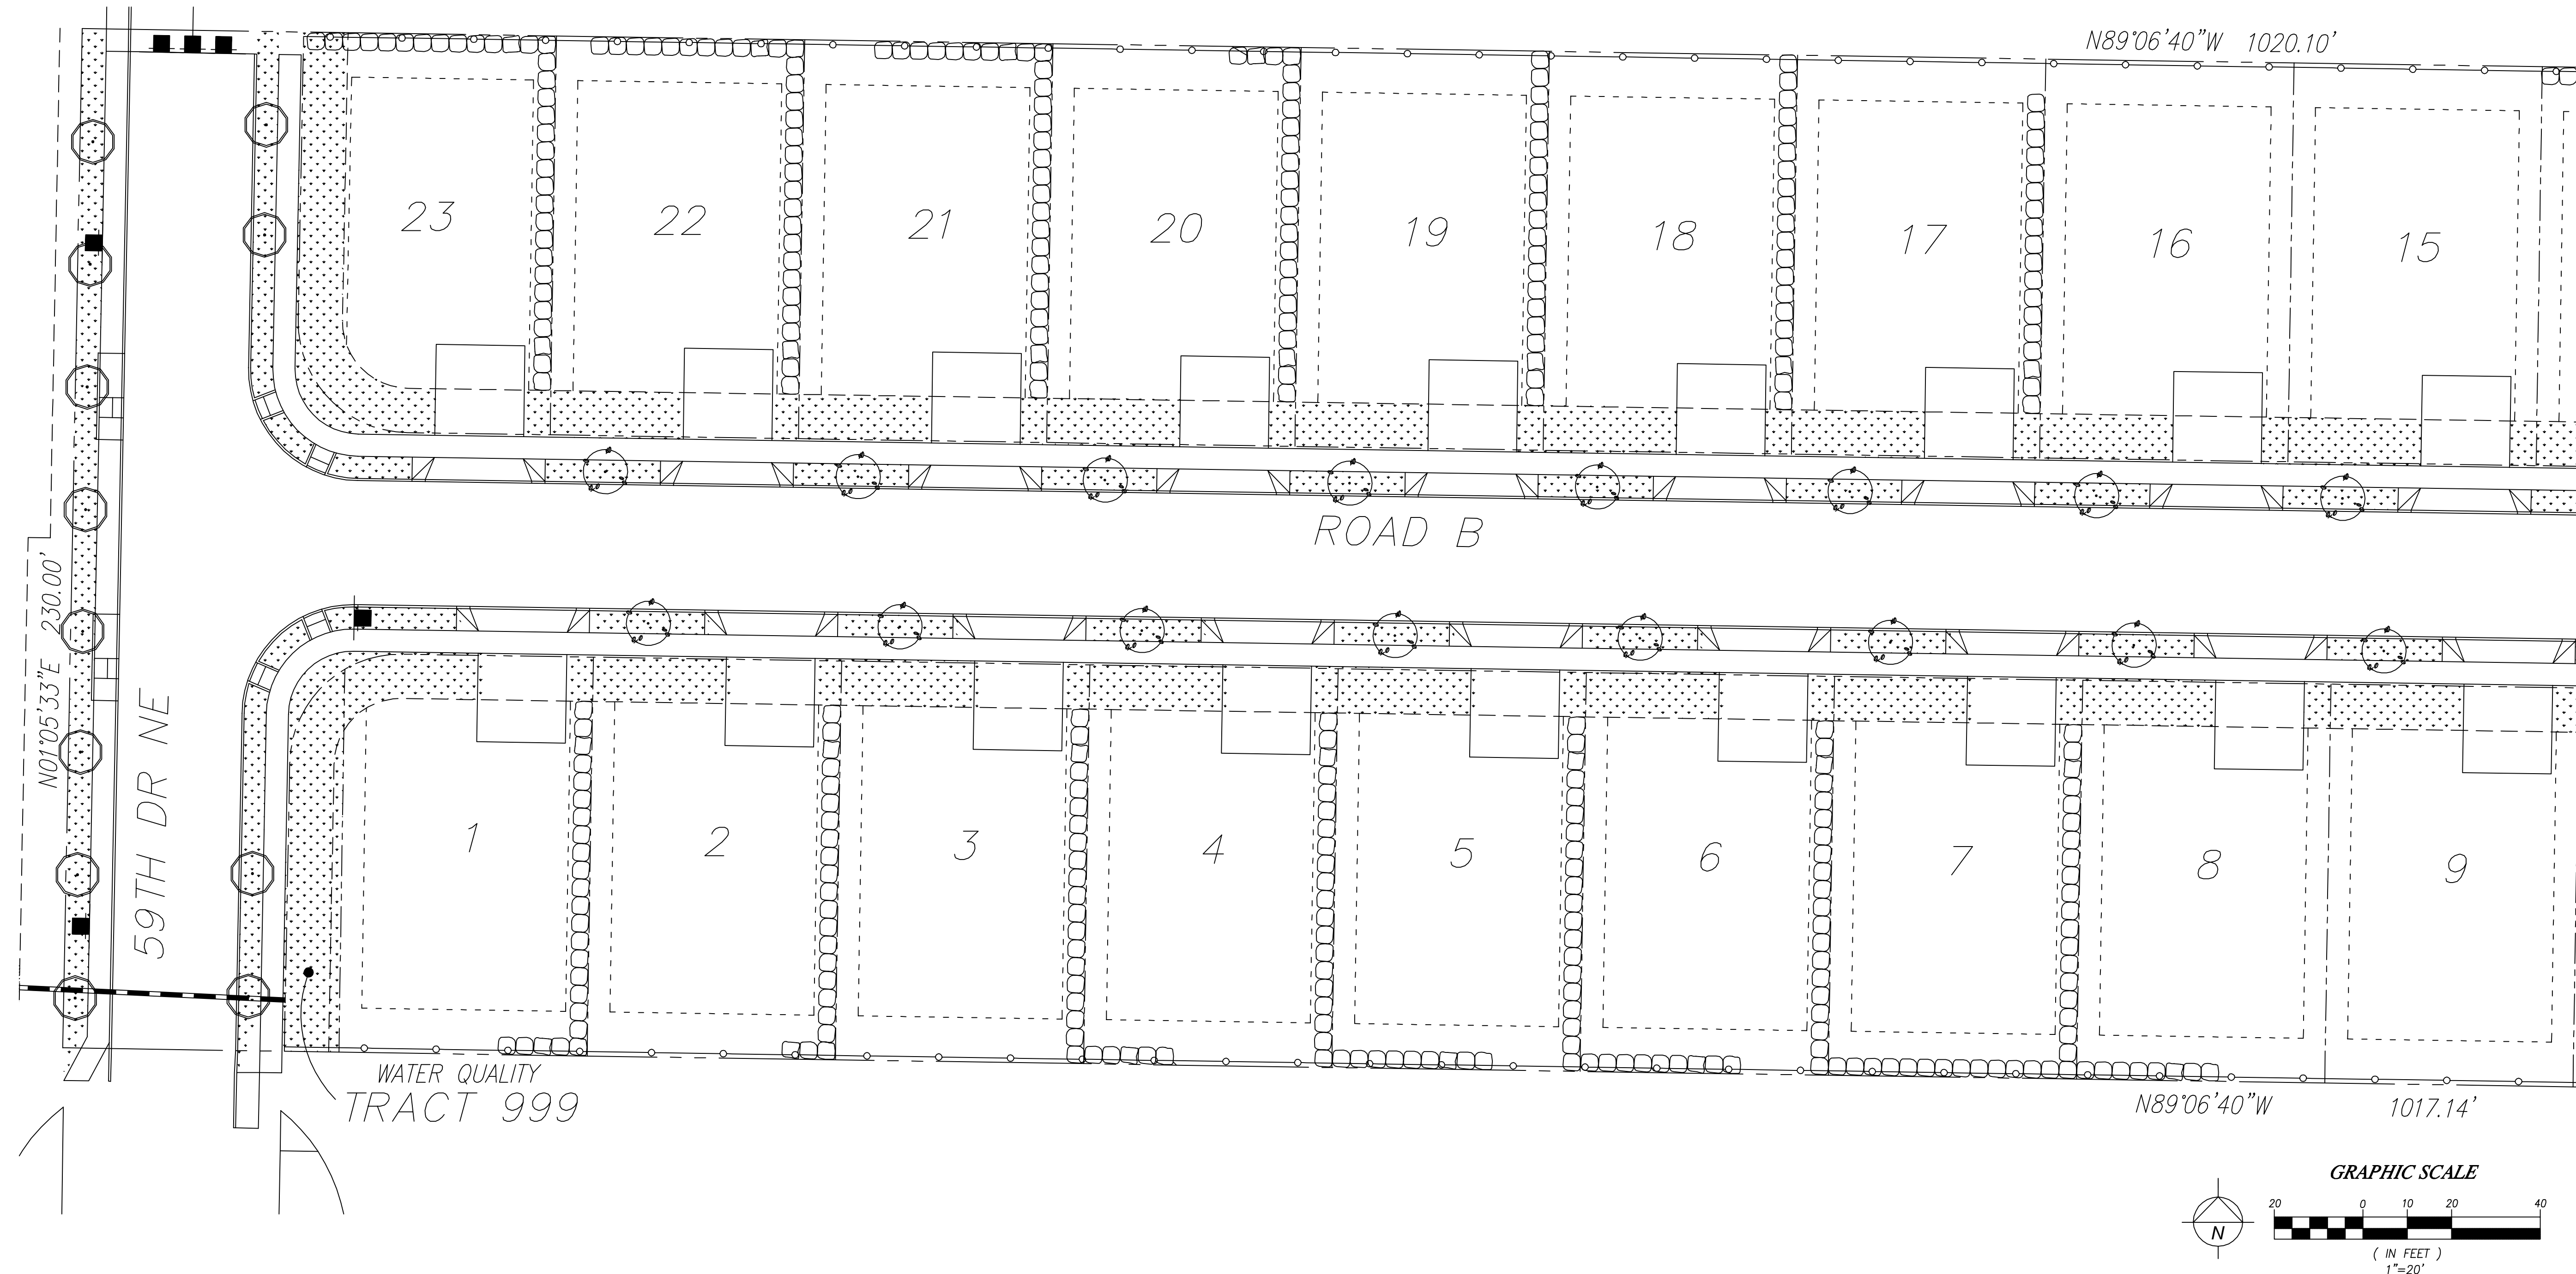 N89°06'40"W 1020.10'
23
22
21
20
19
18
17
16
15
ROAD B
N01°05'33"E 230.00'
59TH DR NE
1
2
3
4
5
6
7
8
9
WATER QUALITY
TRACT 999
N89°06'40"W 1017.14'
GRAPHIC SCALE
20 0 10 20 40
( IN FEET )
1"=20'
N